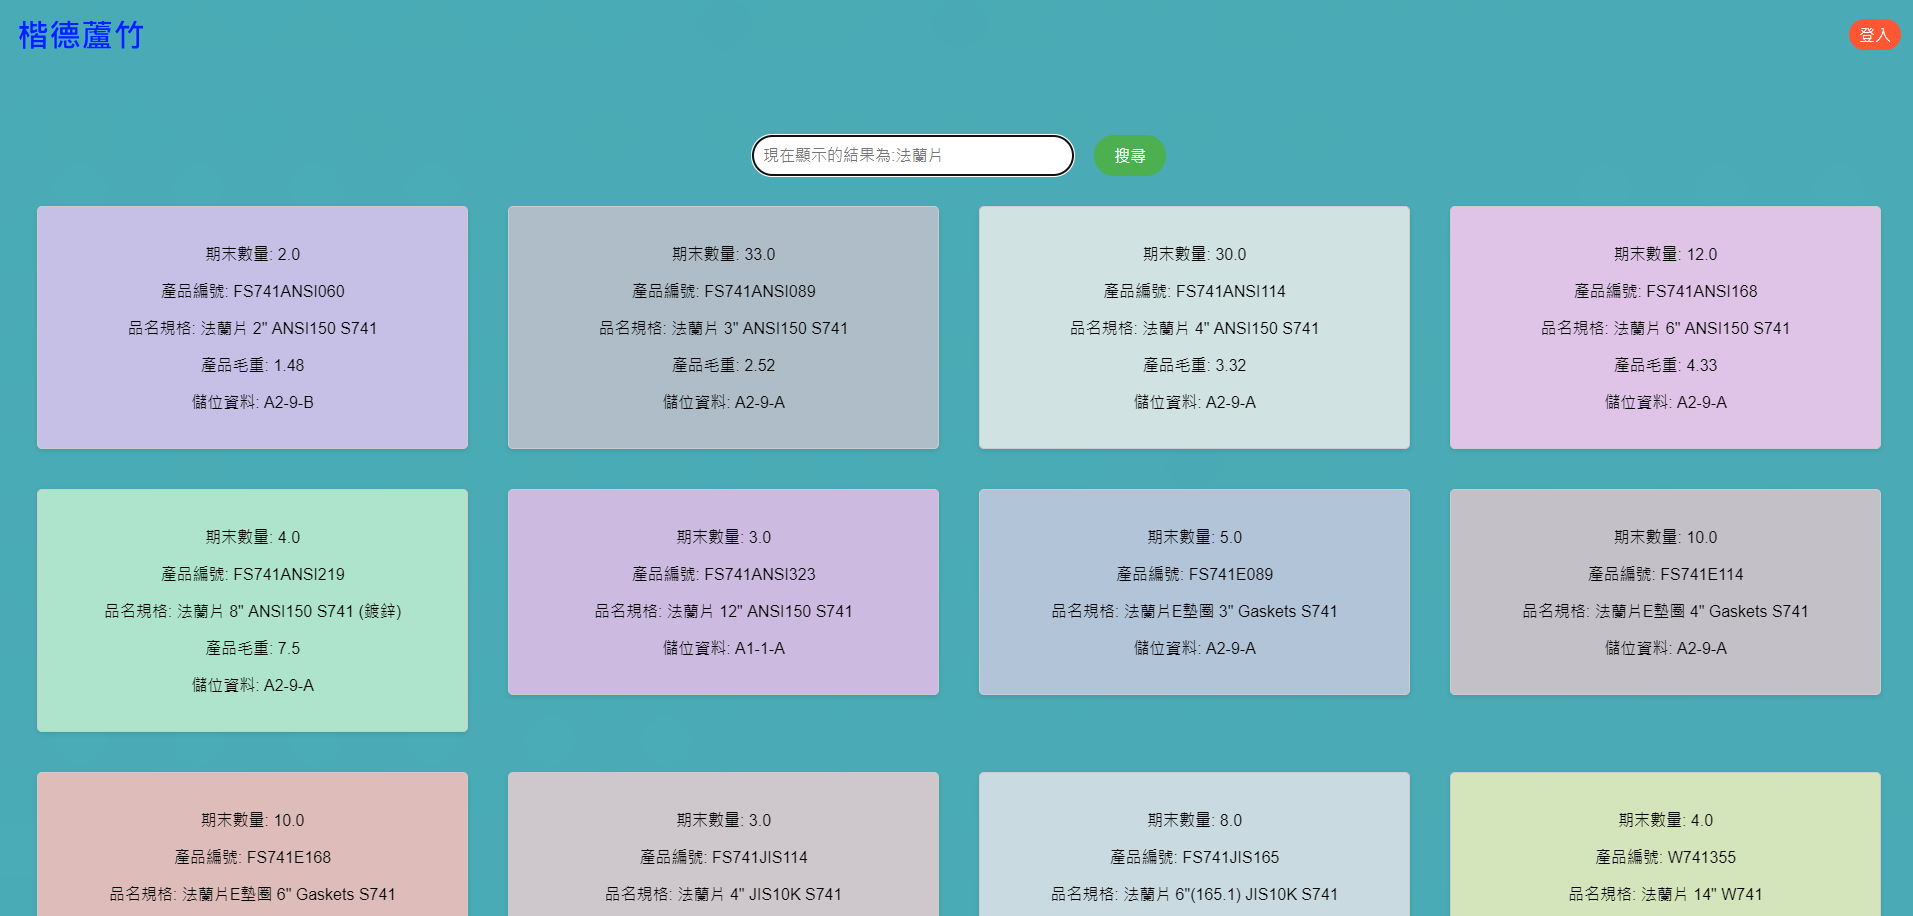 楷德蘆竹
登入
現在顯示的結果為:法蘭片
搜尋
期末數量: 2.0
產品編號: FS741ANSI060
品名規格: 法蘭片 2" ANSI150 S741
產品毛重: 1.48
儲位資料: A2-9-B
期末數量: 33.0
產品編號: FS741ANSI089
品名規格: 法蘭片 3" ANSI150 S741
產品毛重: 2.52
儲位資料: A2-9-A
期末數量: 30.0
產品編號: FS741ANSI114
品名規格: 法蘭片 4" ANSI150 S741
產品毛重: 3.32
儲位資料: A2-9-A
期末數量: 12.0
產品編號: FS741ANSI168
品名規格: 法蘭片 6" ANSI150 S741
產品毛重: 4.33
儲位資料: A2-9-A
期末數量: 4.0
產品編號: FS741ANSI219
品名規格: 法蘭片 8" ANSI150 S741 (鍍鋅)
產品毛重: 7.5
儲位資料: A2-9-A
期末數量: 3.0
產品編號: FS741ANSI323
品名規格: 法蘭片 12" ANSI150 S741
儲位資料: A1-1-A
期末數量: 5.0
產品編號: FS741E089
品名規格: 法蘭片E墊圈 3" Gaskets S741
儲位資料: A2-9-A
期末數量: 10.0
產品編號: FS741E114
品名規格: 法蘭片E墊圈 4" Gaskets S741
儲位資料: A2-9-A
期末數量: 10.0
產品編號: FS741E168
品名規格: 法蘭片E墊圈 6" Gaskets S741
期末數量: 3.0
產品編號: FS741JIS114
品名規格: 法蘭片 4" JIS10K S741
期末數量: 8.0
產品編號: FS741JIS165
品名規格: 法蘭片 6"(165.1) JIS10K S741
期末數量: 4.0
產品編號: W741355
品名規格: 法蘭片 14" W741